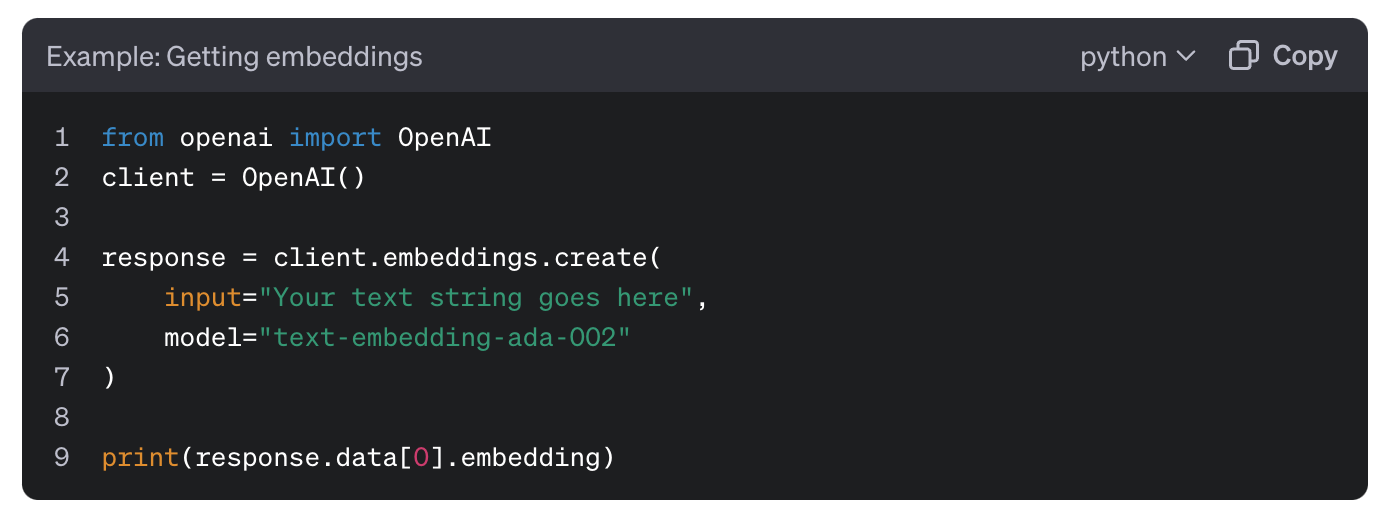 Example: Getting embeddings
python
Copy
1 from openai import OpenAI
2 client = OpenAI()
3
4 response = client.embeddings.create(
5     input="Your text string goes here",
6     model="text-embedding-ada-002"
7 )
8
9 print(response.data[0].embedding)